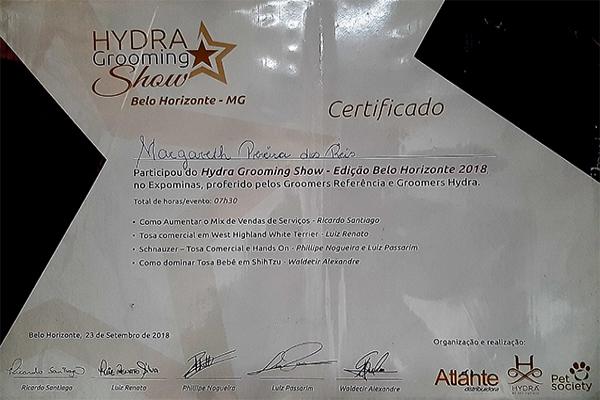 HYDRA
Grooming
Show
Belo Horizonte - MG
Certificado
Margareth Pereira dos Reis
Participou do Hydra Grooming Show - Edição Belo Horizonte 2018
no Expominas, proferido pelos Groomers Referência e Groomers Hydra.
Total de horas/evento: 07h30
• Como Aumentar o Mix de Vendas de Serviços - Ricardo Santiago
• Tosa comercial em West Highland White Terrier - Luiz Renato
• Schnauzer – Tosa Comercial e Hands On - Phillipe Nogueira e Luiz Passarim
• Como dominar Tosa Bebê em ShihTzu - Waldecir Alexandre
Belo Horizonte, 23 de Setembro de 2018
Organização e realização:
Ricardo Santiago
Ricardo Santiago
Luiz Renato
Phillipe Nogueira
Luiz Passarim
Waldecir Alexandre
Atlánte
distribuidora
HYDRA
Pet
society